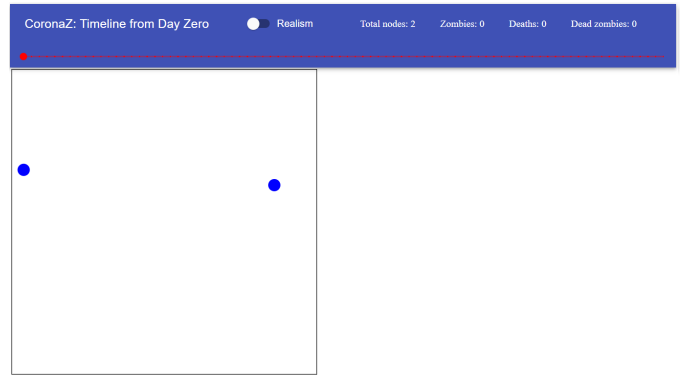 CoronaZ: Timeline from Day Zero
Realism
Total nodes: 2
Zombies: 0
Deaths: 0
Dead zombies: 0